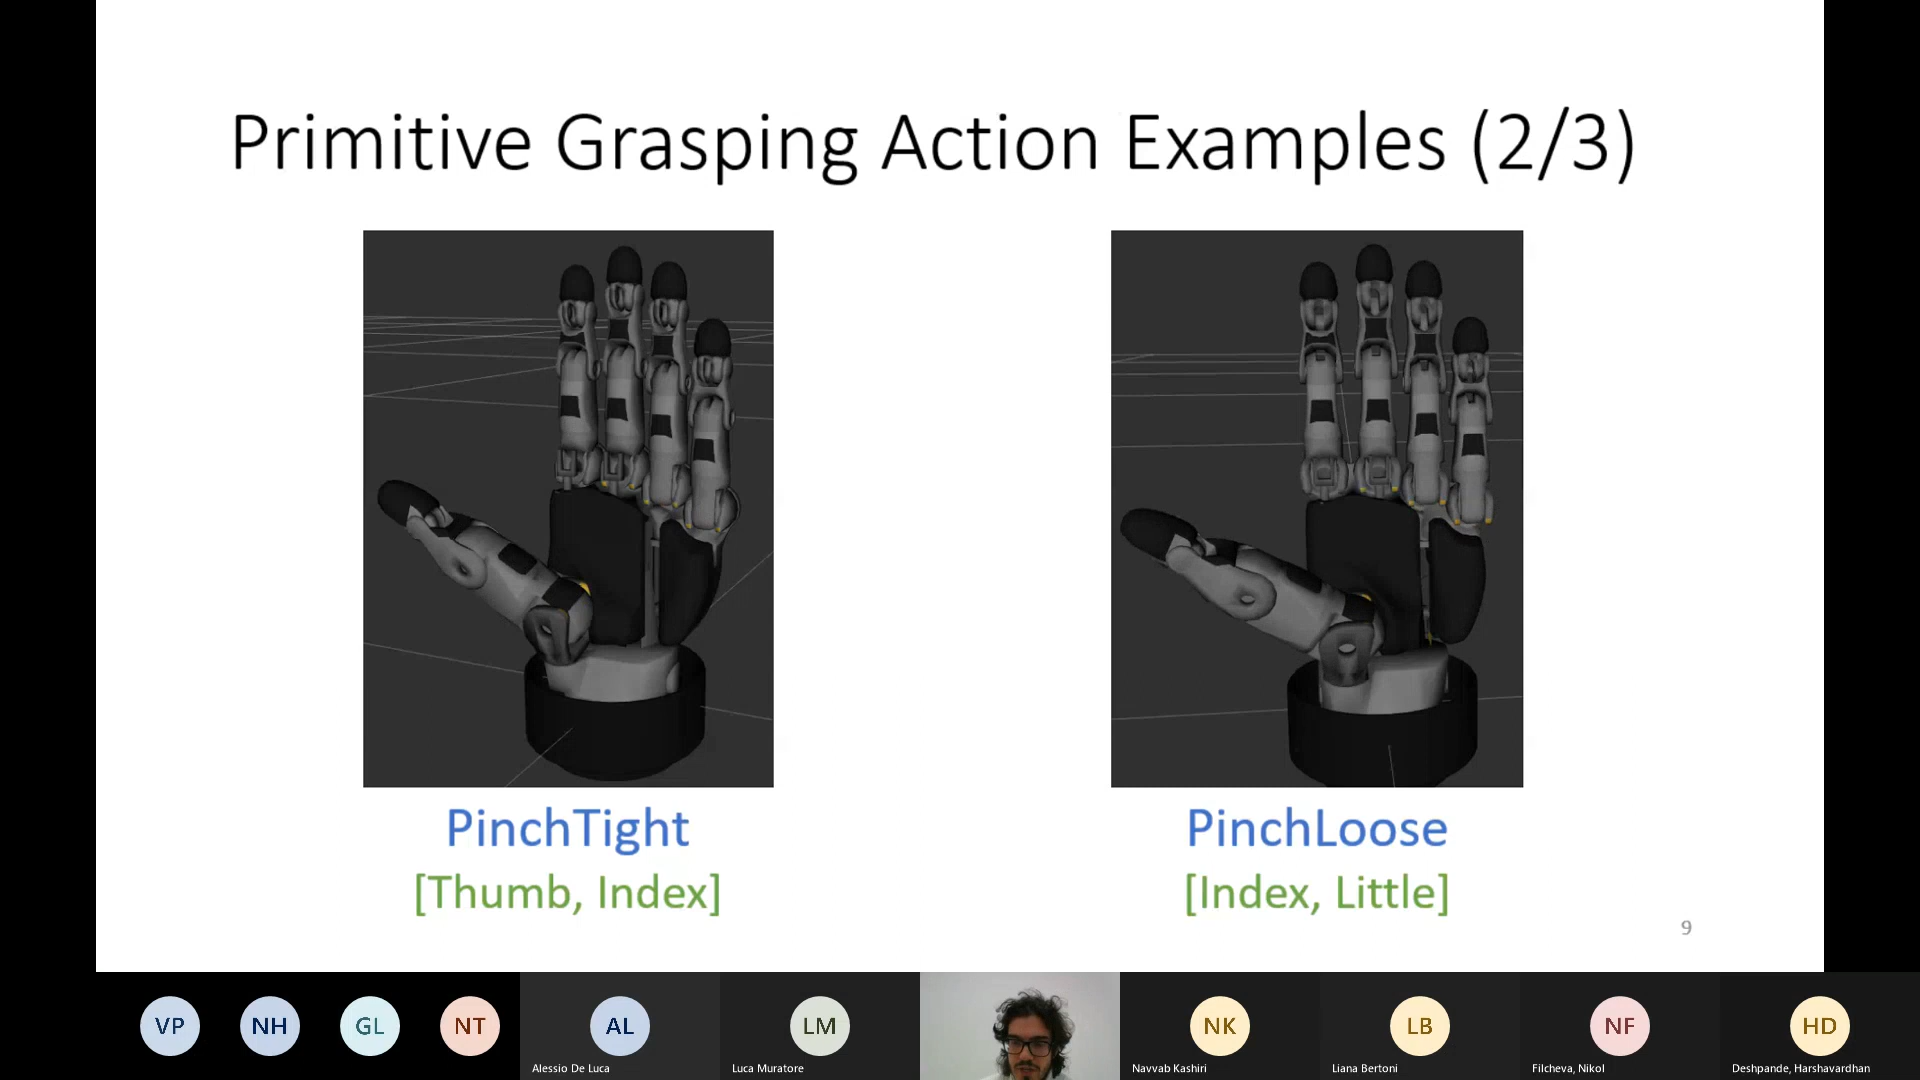 Primitive Grasping Action Examples (2/3)
PinchTight
[Thumb, Index]
PinchLoose
[Index, Little]
9
VP
NH
GL
NT
AL
Alessio De Luca
LM
Luca Muratore
NK
Navvab Kashiri
LB
Liana Bertoni
NF
Filcheva, Nikol
HD
Deshpande, Harshavardhan